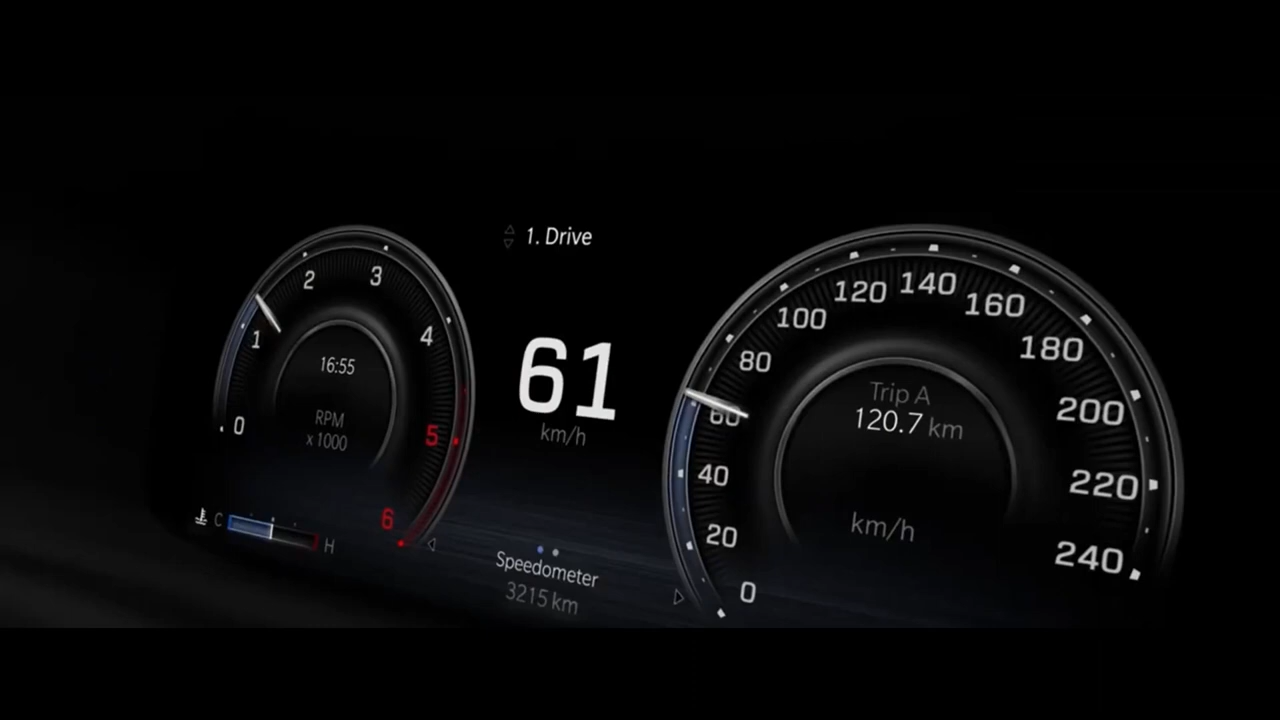 1. Drive
2
3
1
4
16:55
RPM
x 1000
0
5
6
C
H
61
km/h
Speedometer
3215 km
0
20
40
60
80
100
120
140
160
180
200
220
240
Trip A
120.7 km
km/h